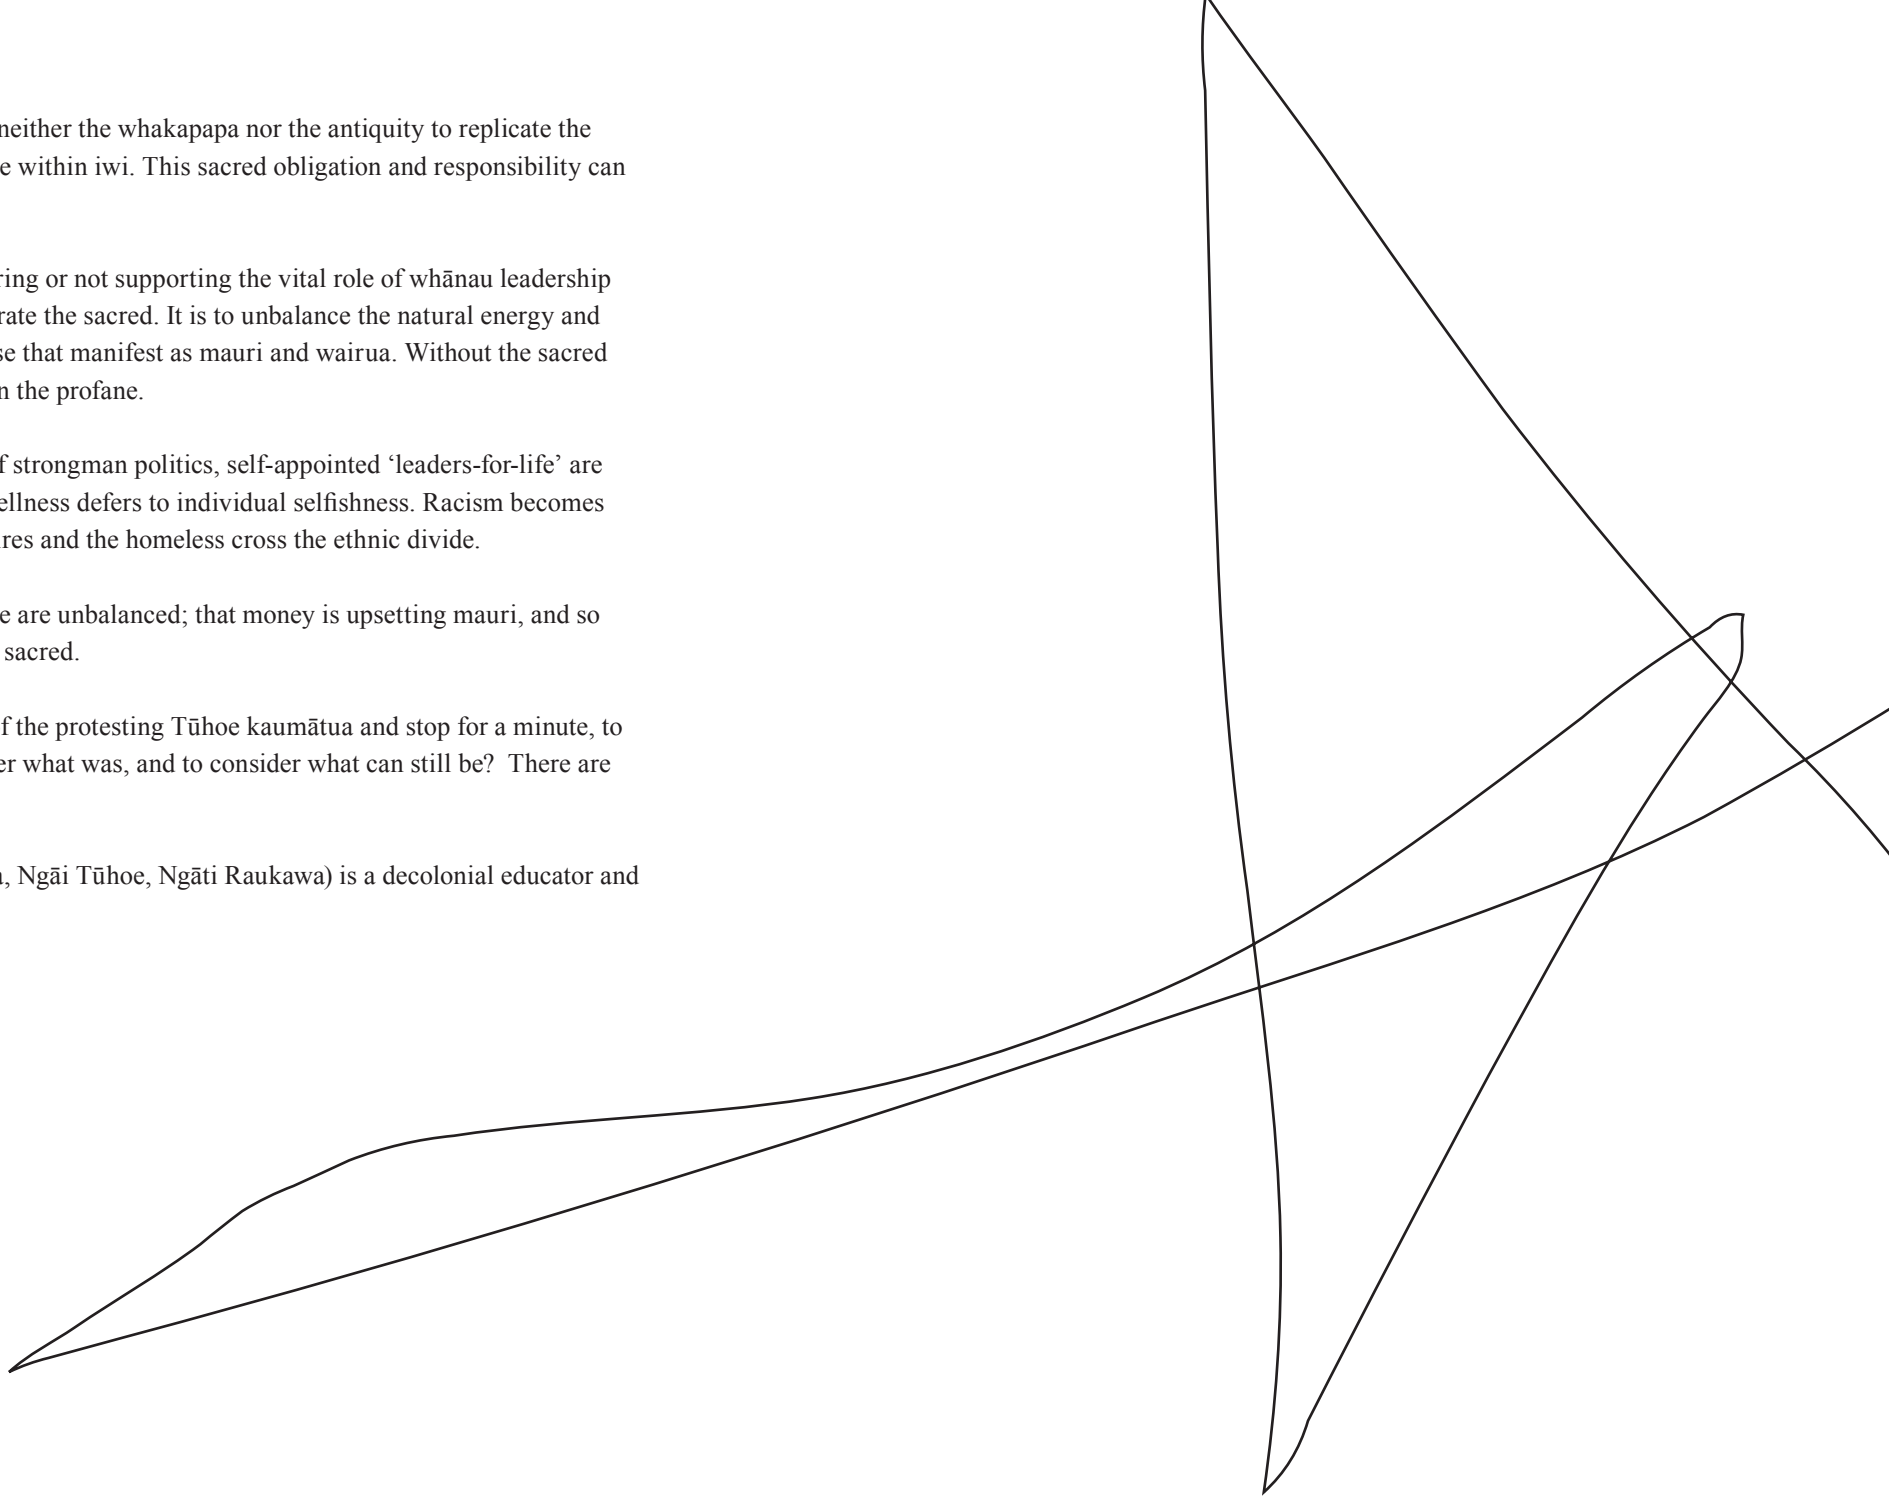 neither the whakapapa nor the antiquity to replicate the
e within iwi. This sacred obligation and responsibility can
ring or not supporting the vital role of whānau leadership
rate the sacred. It is to unbalance the natural energy and
se that manifest as mauri and wairua. Without the sacred
n the profane.
f strongman politics, self-appointed ‘leaders-for-life’ are
ellness defers to individual selfishness. Racism becomes
res and the homeless cross the ethnic divide.
e are unbalanced; that money is upsetting mauri, and so
sacred.
f the protesting Tūhoe kaumātua and stop for a minute, to
er what was, and to consider what can still be?  There are
, Ngāi Tūhoe, Ngāti Raukawa) is a decolonial educator and